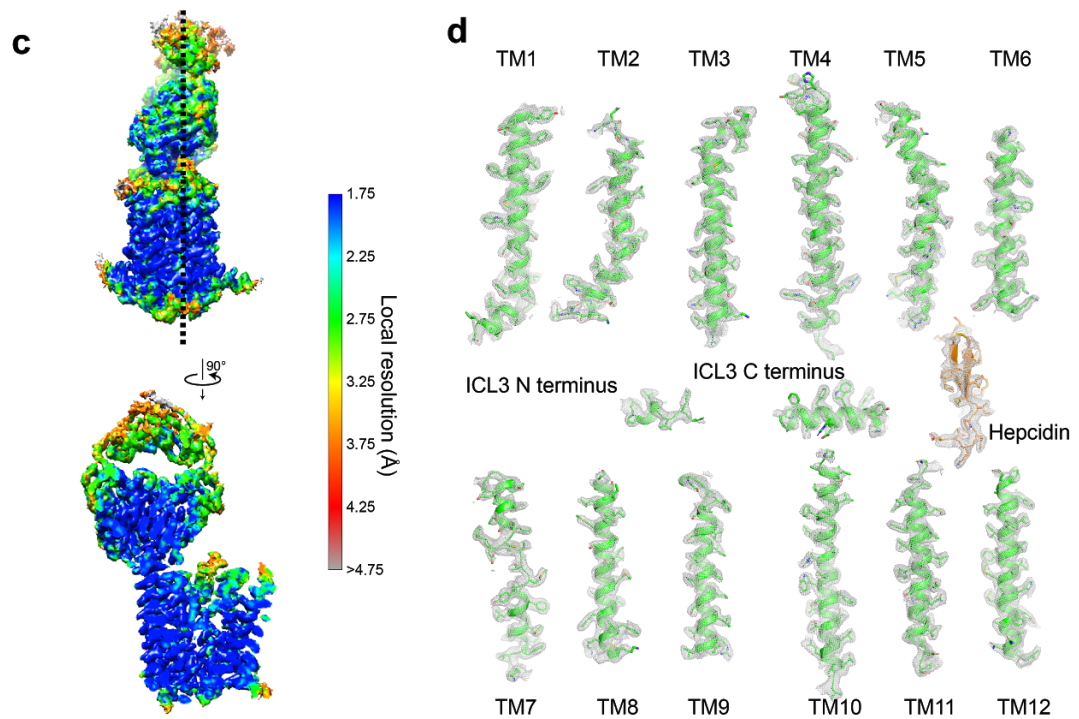 c
90°
1.75
2.25
2.75
3.25
3.75
4.25
>4.75
Local resolution (Å)
d
TM1 TM2 TM3 TM4 TM5 TM6
ICL3 N terminus ICL3 C terminus
Hepcidin
TM7 TM8 TM9 TM10 TM11 TM12